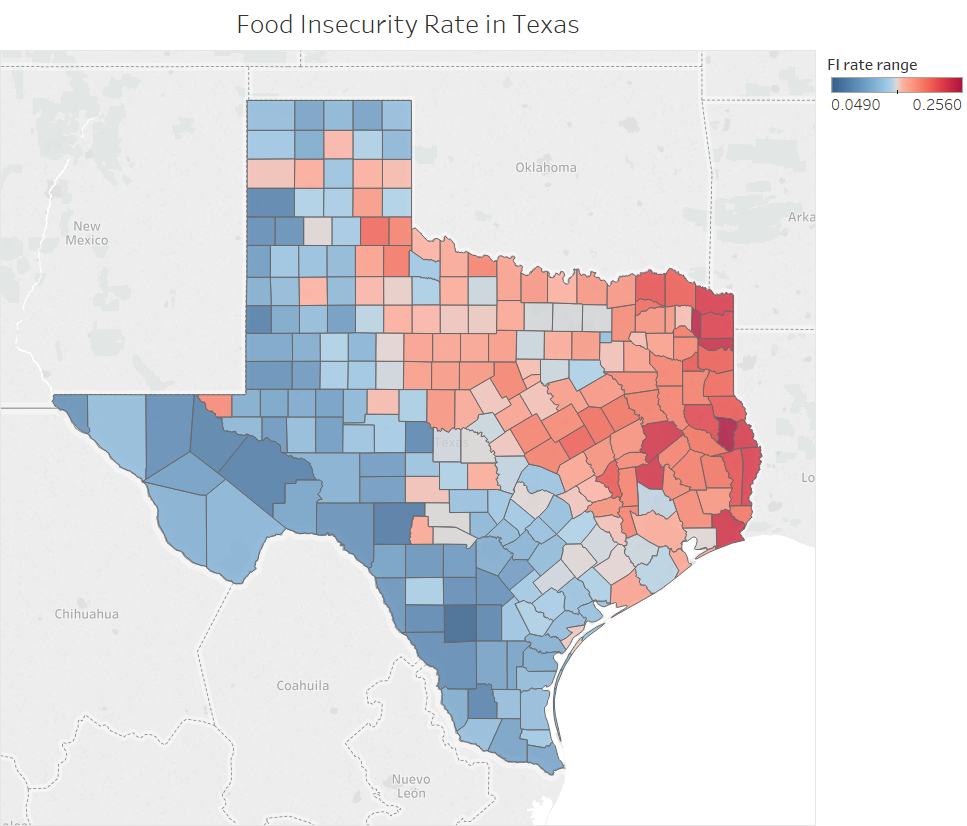 Food Insecurity Rate in Texas
FI rate range
0.0490 0.2560
Oklahoma
Arka
New
Mexico
Texas
Lo
Chihuahua
Coahuila
Nuevo
León